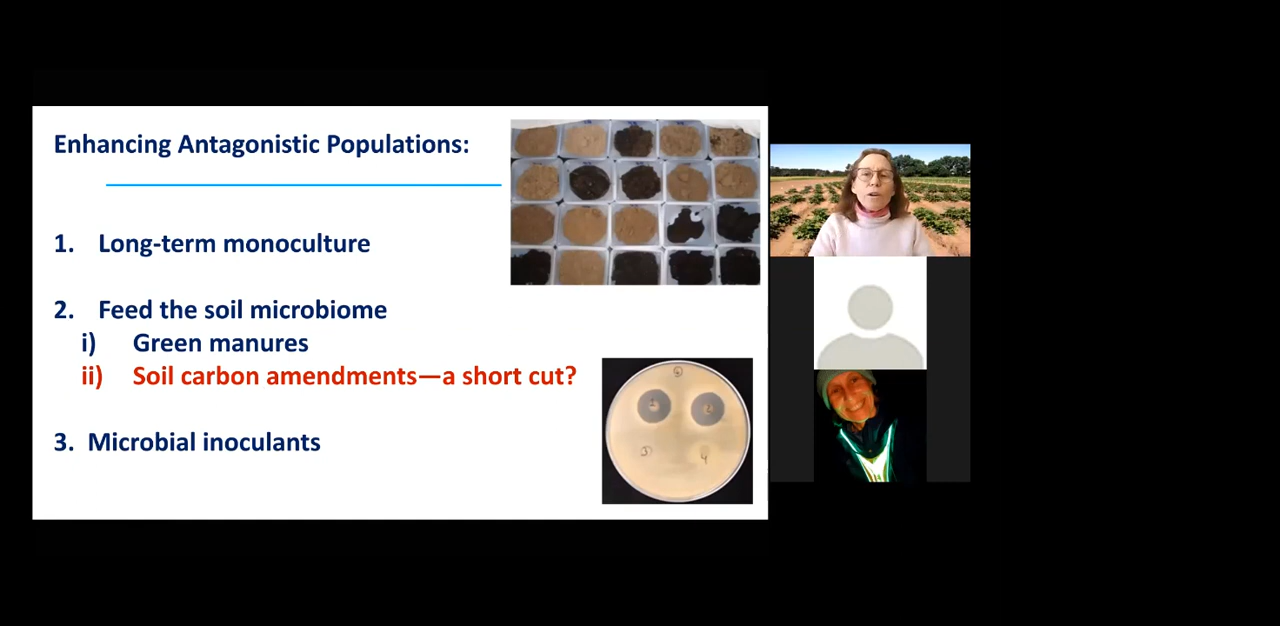 Enhancing Antagonistic Populations:
1. Long-term monoculture
2. Feed the soil microbiome
i) Green manures
ii) Soil carbon amendments—a short cut?
3. Microbial inoculants